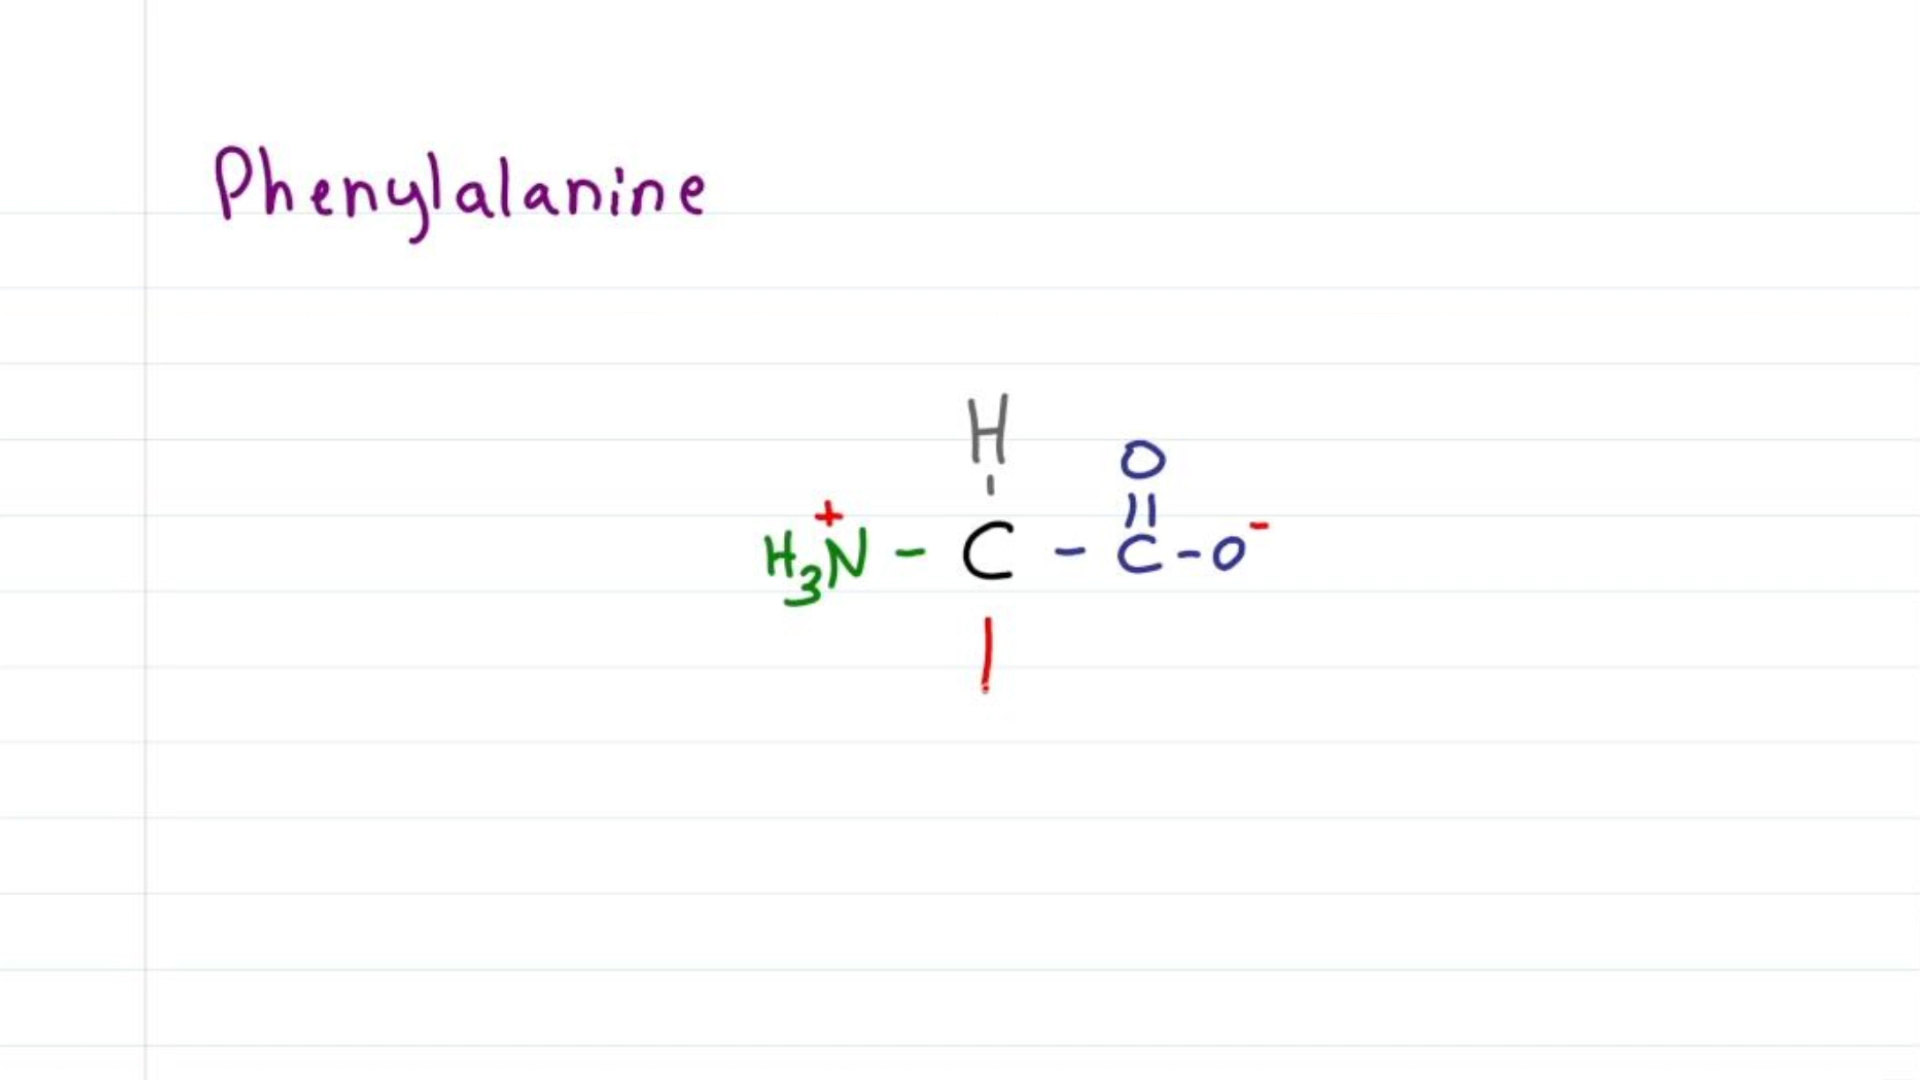 Phenylalanine
H
O
H₃N⁺ - C - C - O⁻